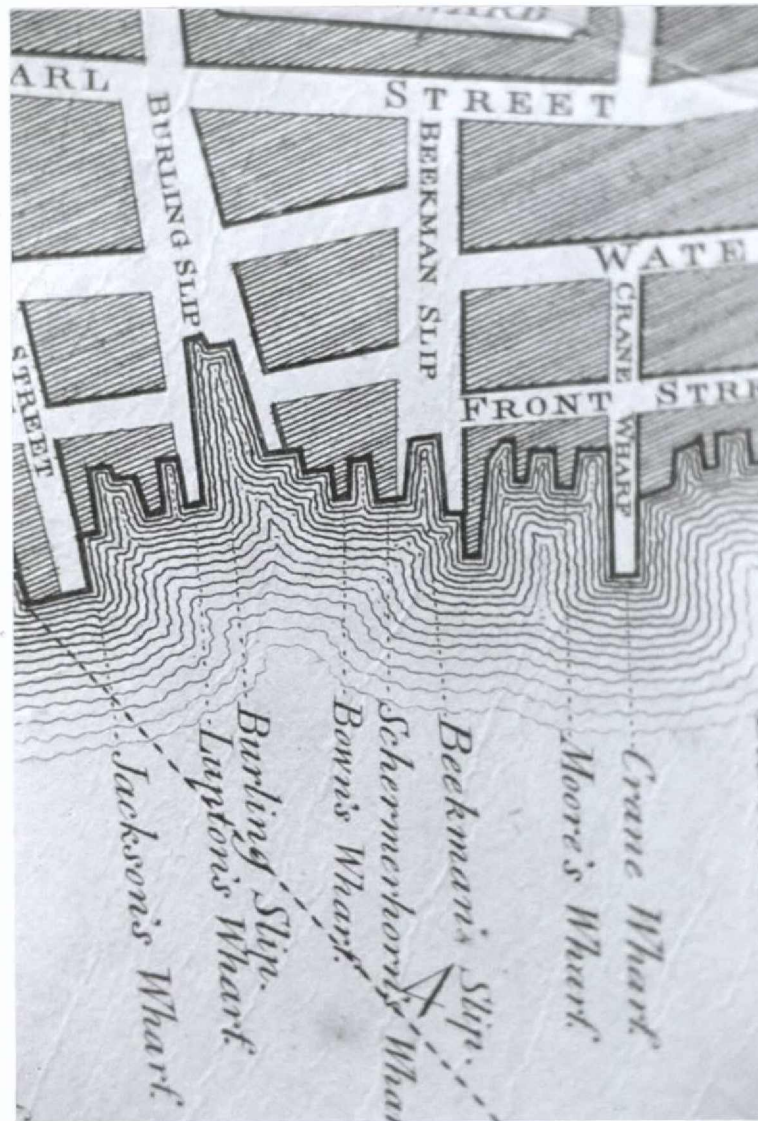 ARL
STREET
BURLING SLIP
BEEKMAN SLIP
WATE
CRANE WHARF
STREET
FRONT STRE
Jackson's Wharf.
Lupton's Wharf.
Burling Slip.
Bown's Wharf.
Schermerhorn's Whar
Beekman's Slip.
Moore's Wharf.
Crane Wharf.
4